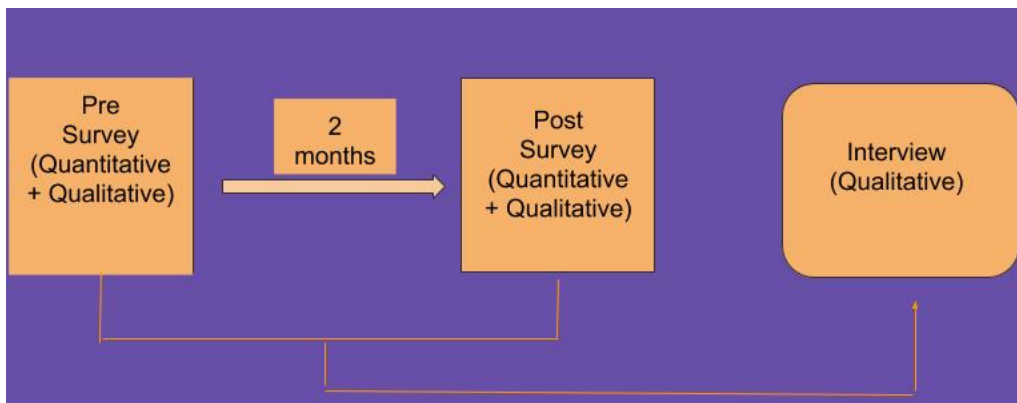 Pre
Survey
(Quantitative
+ Qualitative)
2
months
Post
Survey
(Quantitative
+ Qualitative)
Interview
(Qualitative)